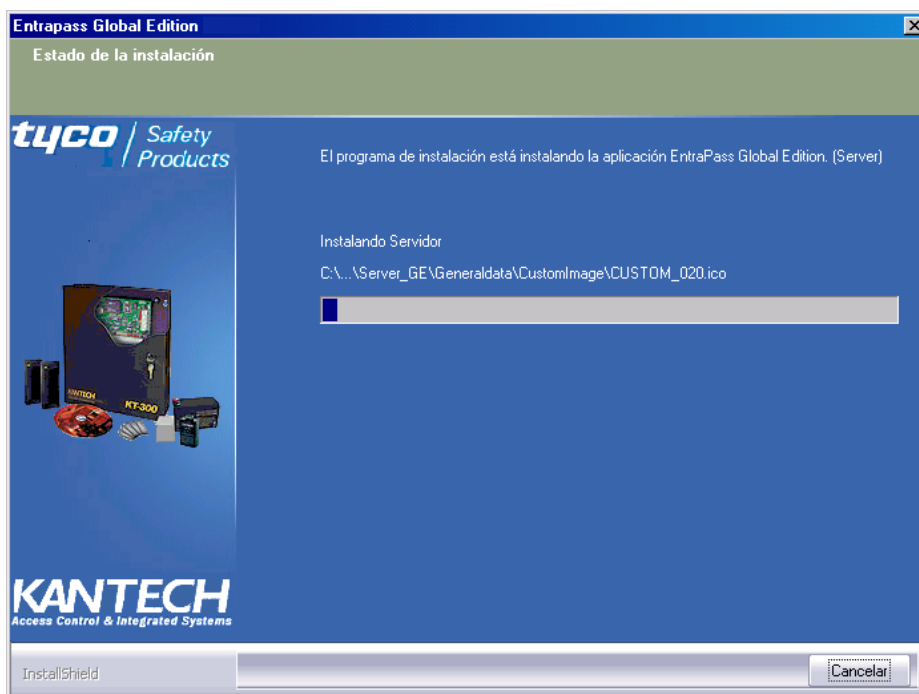 Entrapass Global Edition
Estado de la instalación
tyco Safety
Products
El programa de instalación está instalando la aplicación EntraPass Global Edition. (Server)
Instalando Servidor
C:\...\Server_GE\Generaldata\CustomImage\CUSTOM_020.ico
KANTECH
KT-300
KANTECH
Access Control & Integrated Systems
InstallShield
Cancelar